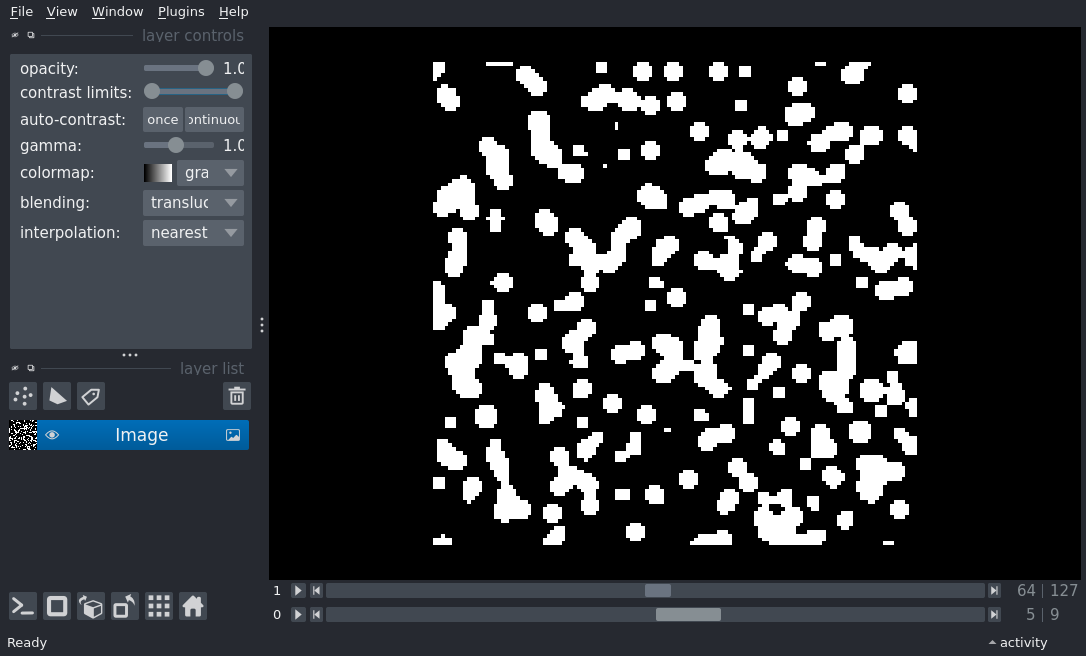 File View Window Plugins Help
layer controls
opacity: 1.0
contrast limits:
auto-contrast: once ontinuou
gamma: 1.0
colormap: gra
blending: transluc
interpolation: nearest
layer list
Image
1 64 | 127
0 5 | 9
Ready activity